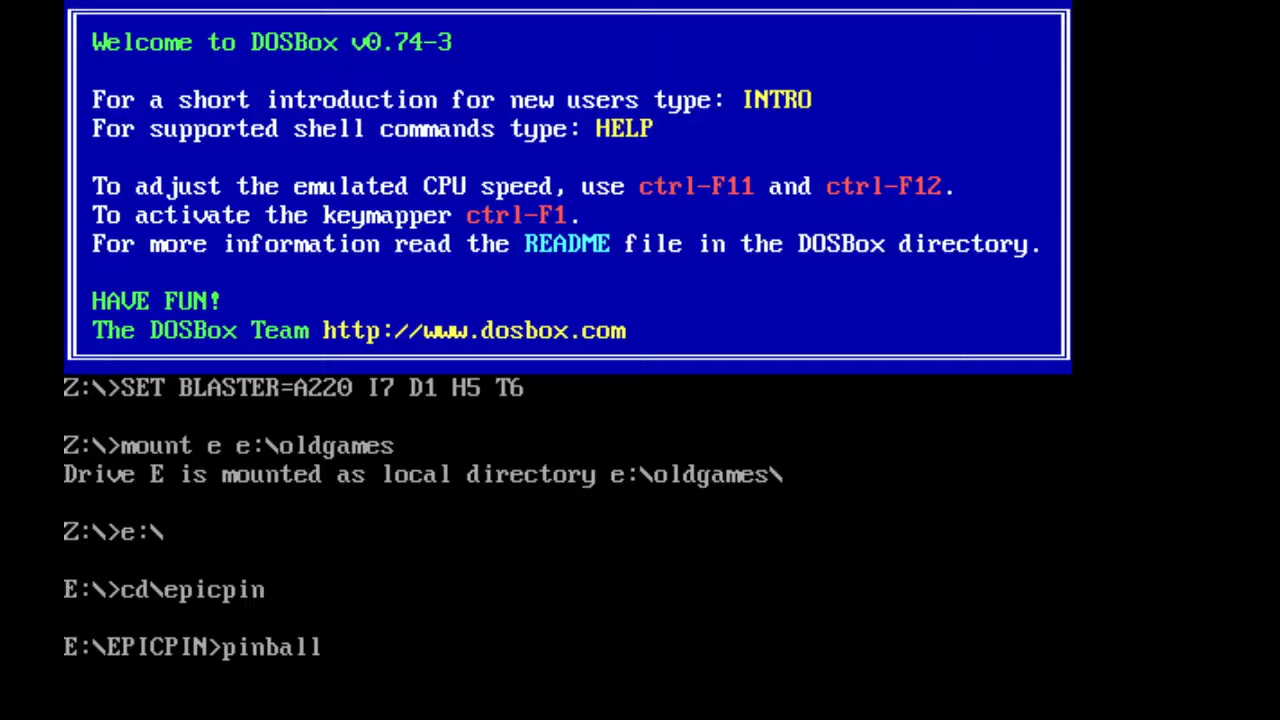 Welcome to DOSBox v0.74-3
For a short introduction for new users type: INTRO
For supported shell commands type: HELP
To adjust the emulated CPU speed, use ctrl-F11 and ctrl-F12.
To activate the keymapper ctrl-F1.
For more information read the README file in the DOSBox directory.
HAVE FUN!
The DOSBox Team http://www.dosbox.com
Z:\>SET BLASTER=A220 I7 D1 H5 T6
Z:\>mount e e:\oldgames
Drive E is mounted as local directory e:\oldgames\
Z:\>e:\
E:\>cd\epicpin
E:\EPICPIN>pinball